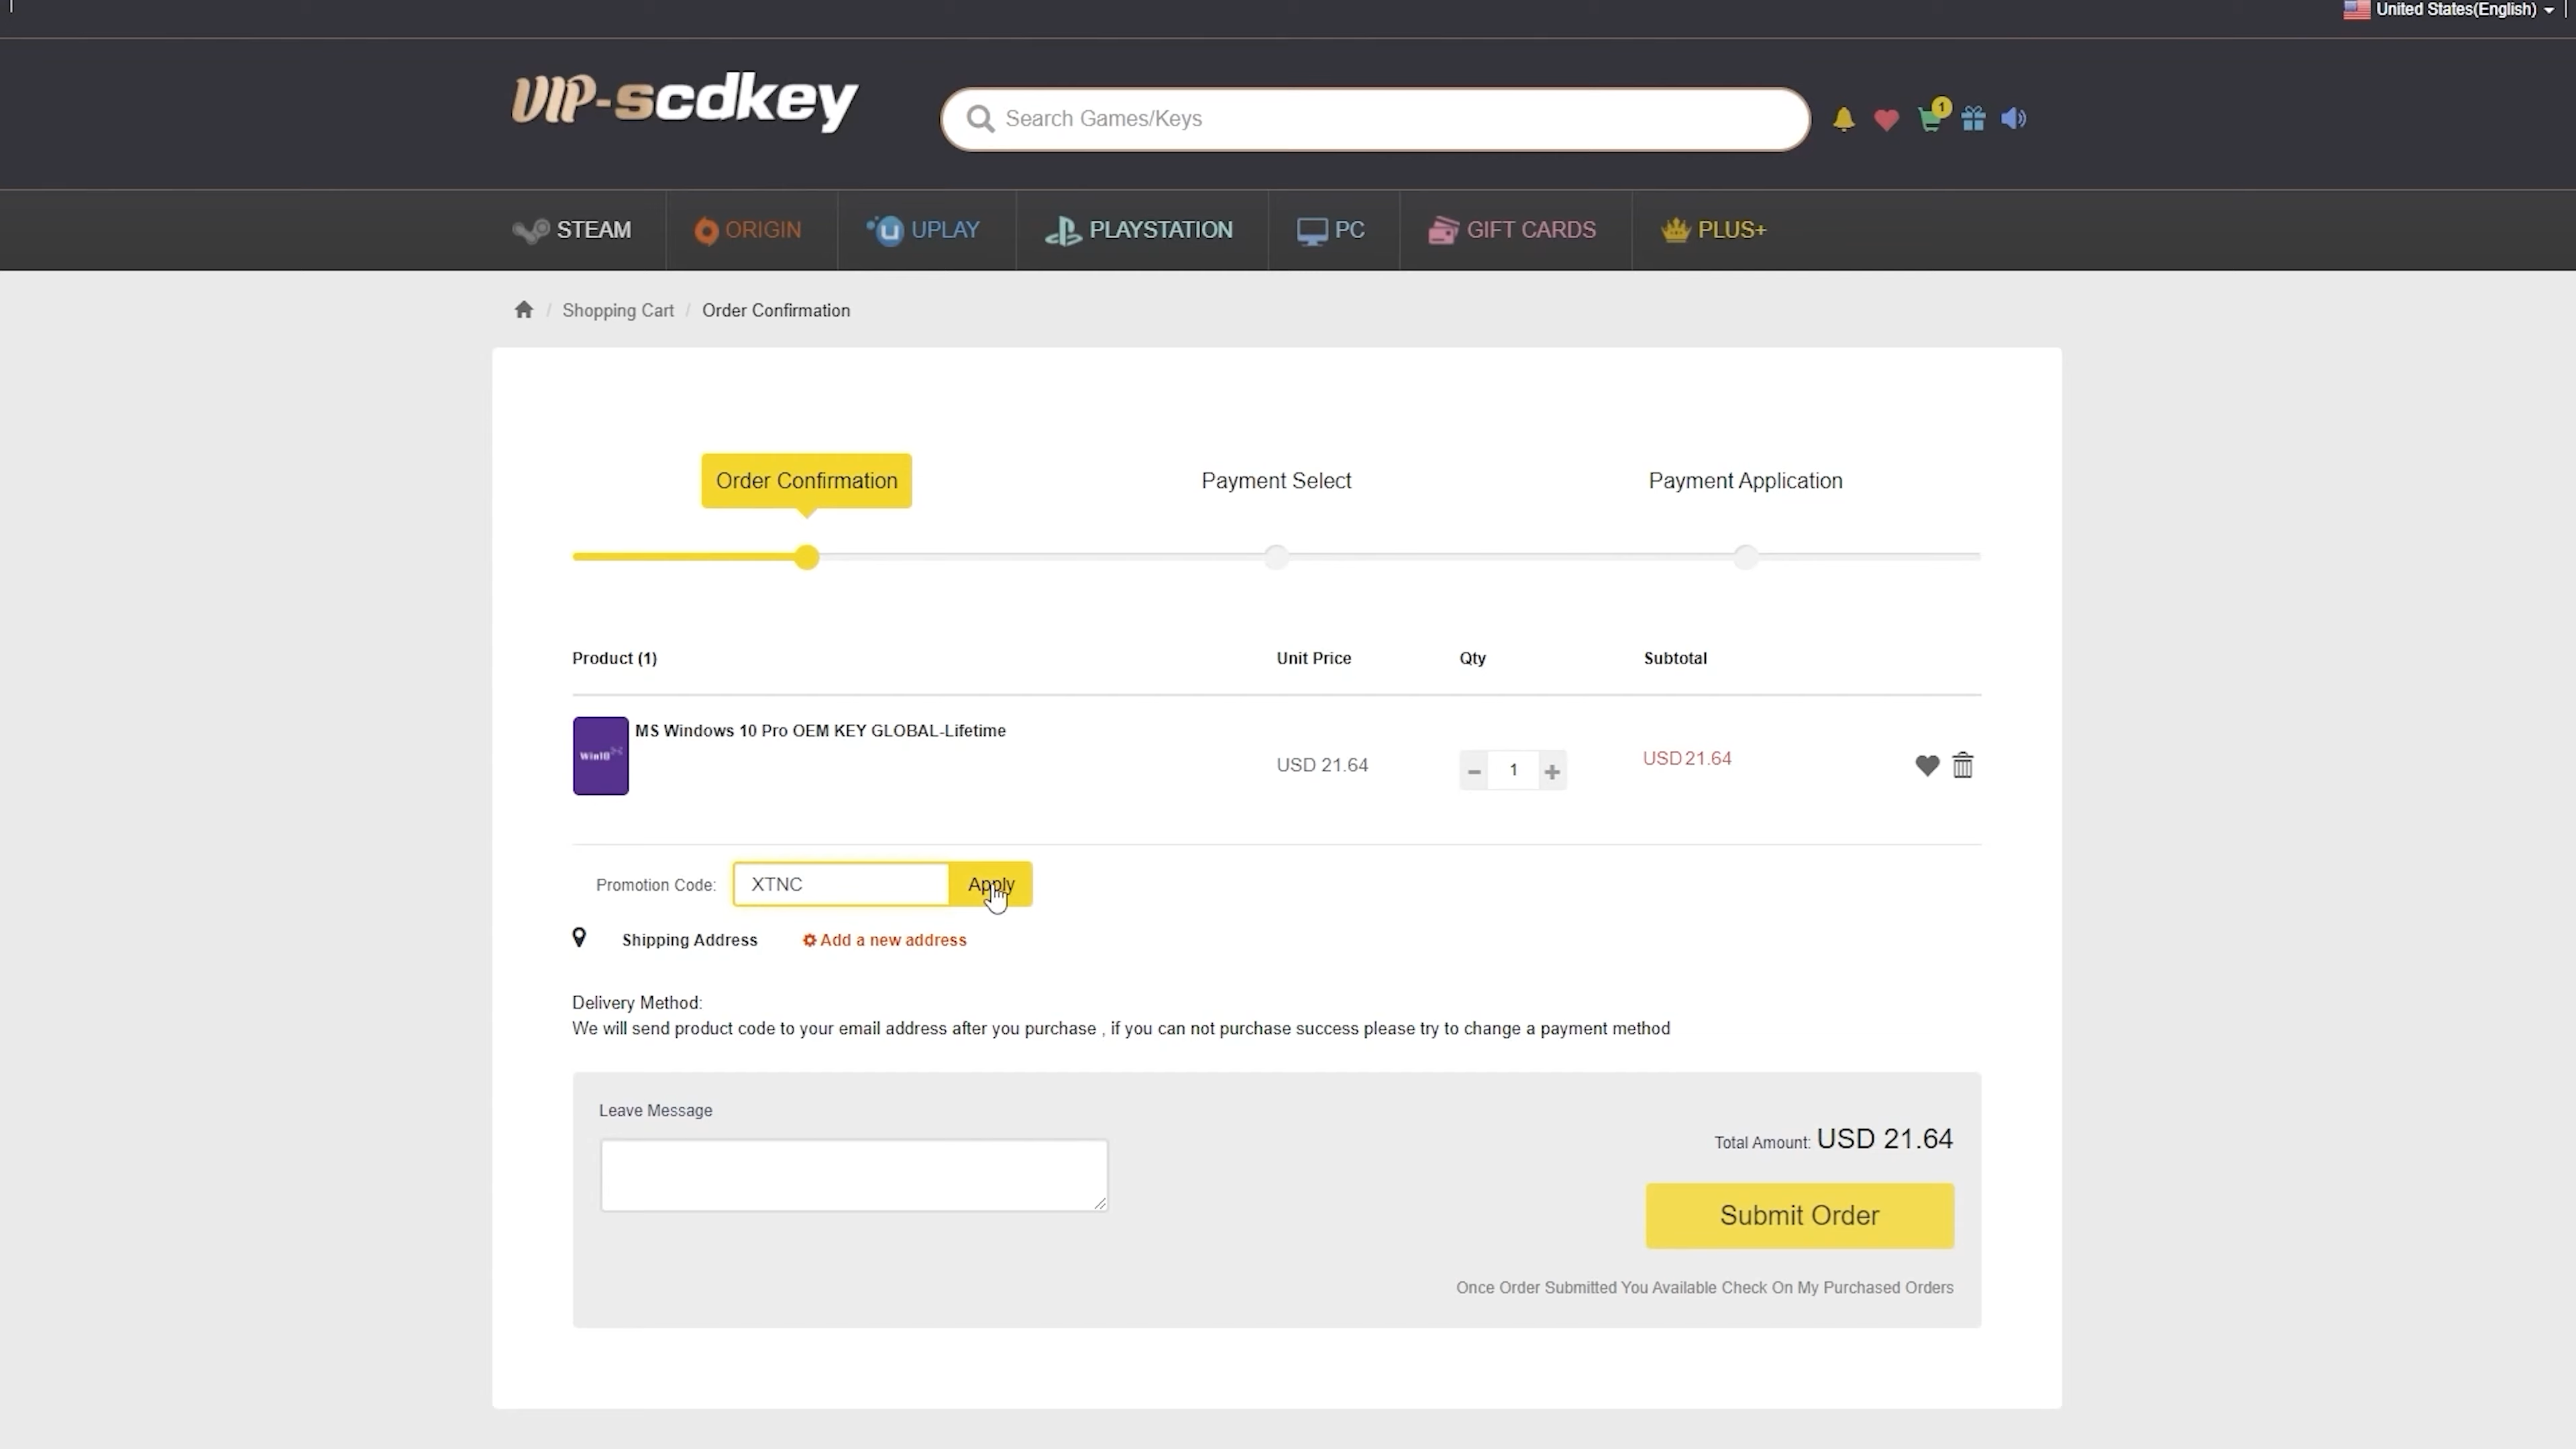 United States(English)
VIP-scdkey
Search Games/Keys
1
STEAM
ORIGIN
UPLAY
PLAYSTATION
PC
GIFT CARDS
PLUS+
/ Shopping Cart / Order Confirmation
Order Confirmation
Payment Select
Payment Application
Product (1)
Unit Price
Qty
Subtotal
Win10
MS Windows 10 Pro OEM KEY GLOBAL-Lifetime
USD 21.64
1
USD 21.64
Promotion Code:
XTNC
Apply
Shipping Address
Add a new address
Delivery Method:
We will send product code to your email address after you purchase , if you can not purchase success please try to change a payment method
Leave Message
Total Amount: USD 21.64
Submit Order
Once Order Submitted You Available Check On My Purchased Orders